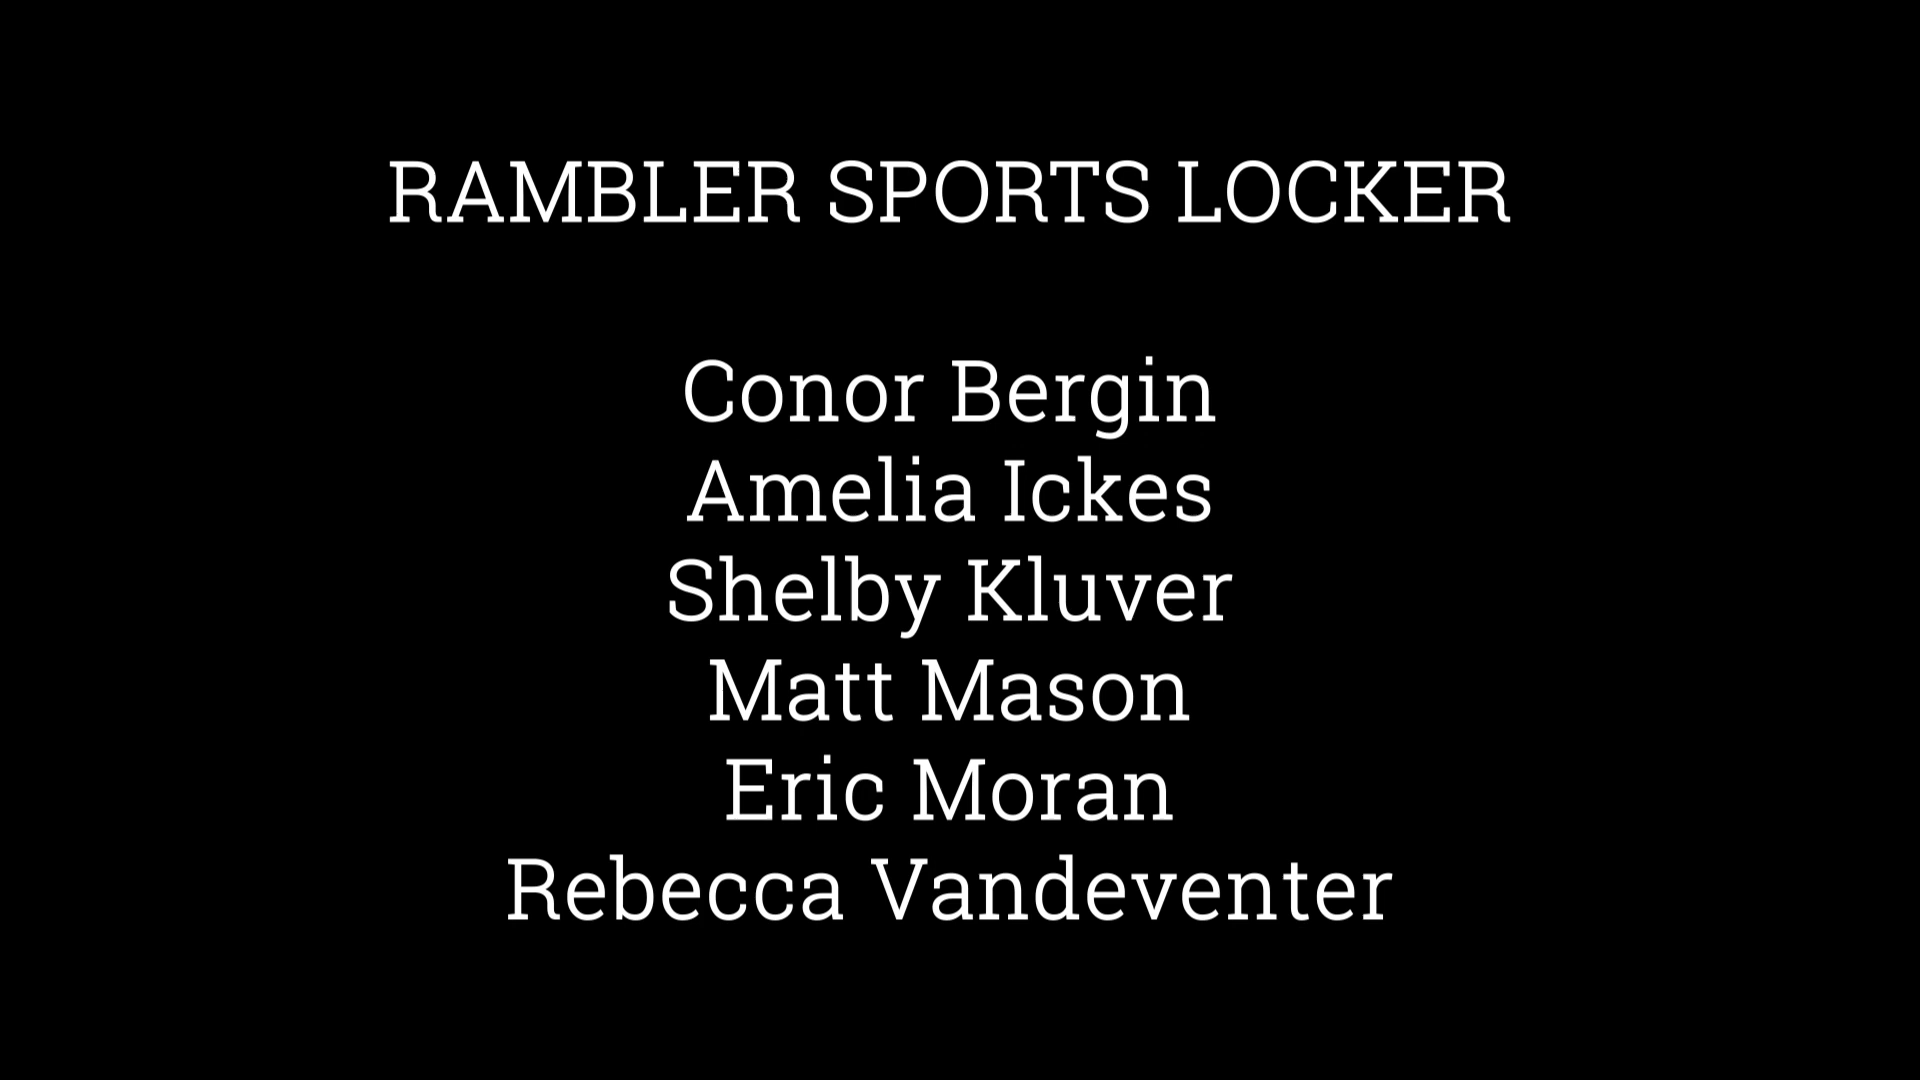 RAMBLER SPORTS LOCKER
Conor Bergin
Amelia Ickes
Shelby Kluver
Matt Mason
Eric Moran
Rebecca Vandeventer